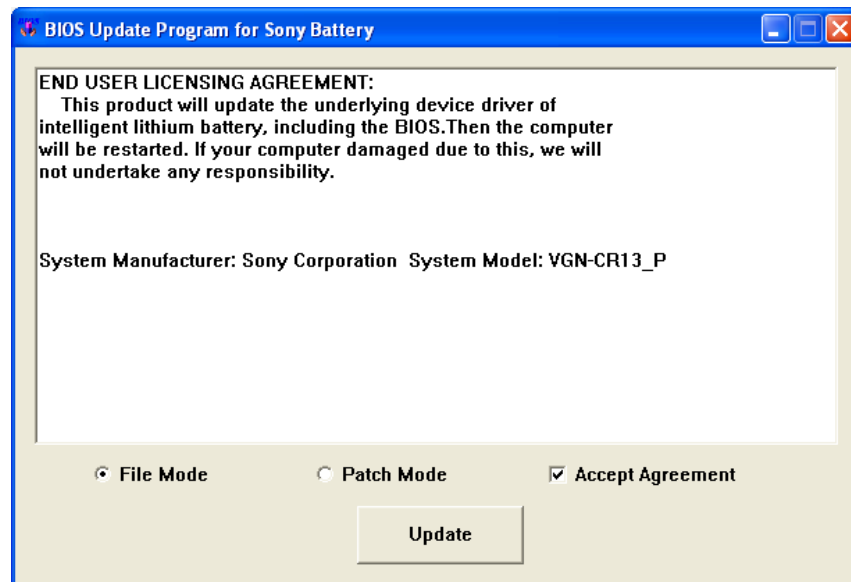 BIOS Update Program for Sony Battery
END USER LICENSING AGREEMENT:
This product will update the underlying device driver of
intelligent lithium battery, including the BIOS.Then the computer
will be restarted. If your computer damaged due to this, we will
not undertake any responsibility.
System Manufacturer: Sony Corporation  System Model: VGN-CR13_P
File Mode Patch Mode Accept Agreement
Update